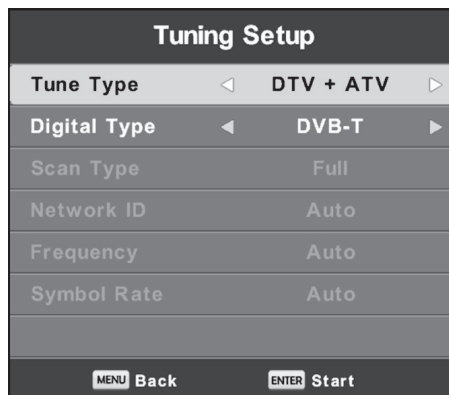 Tuning Setup
Tune Type DTV + ATV
Digital Type DVB-T
Scan Type Full
Network ID Auto
Frequency Auto
Symbol Rate Auto
MENU Back ENTER Start